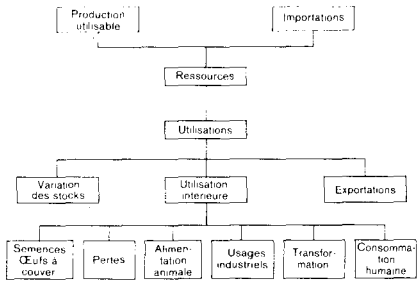 Production
utilisable
Importations
Ressources
Utilisations
Variation
des stocks
Utilisation
intérieure
Exportations
Semences
Œufs à
couver
Pertes
Alimen-
tation
animale
Usages
industriels
Transfor-
mation
Consomma-
tation
humaine